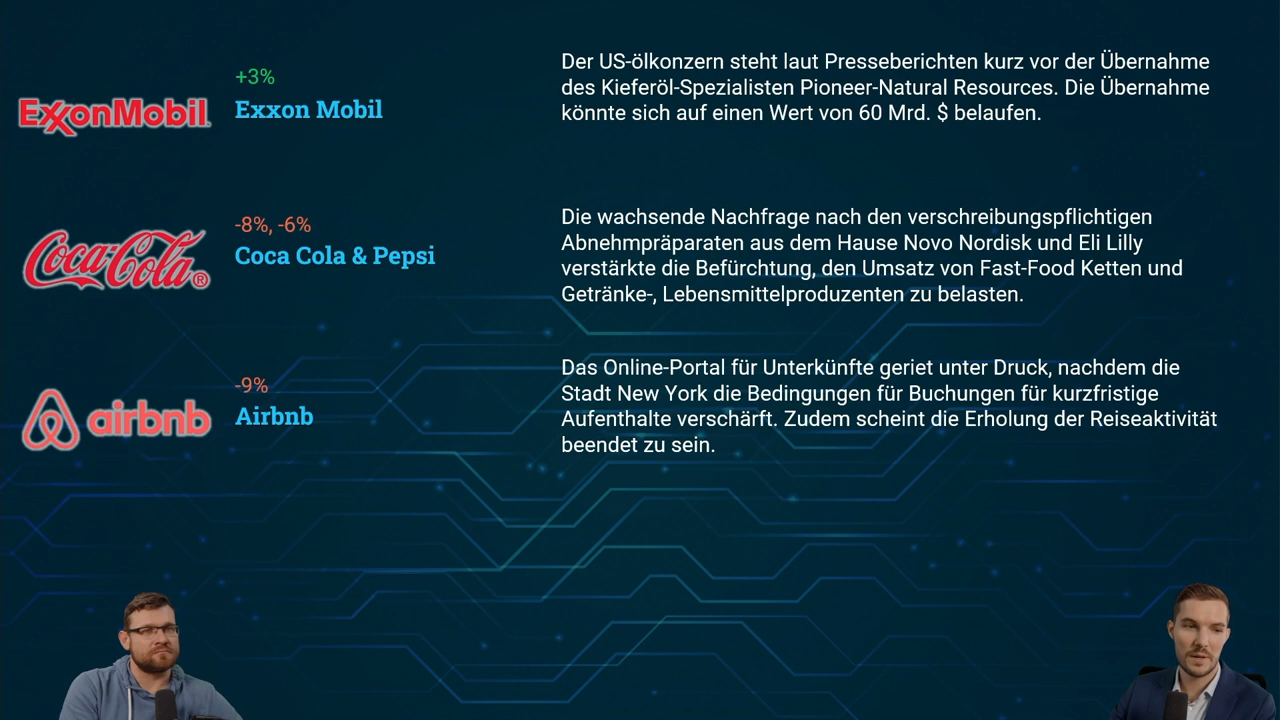 ExxonMobil
+3%
Exxon Mobil
Der US-ölkonzern steht laut Presseberichten kurz vor der Übernahme
des Kieferöl-Spezialisten Pioneer-Natural Resources. Die Übernahme
könnte sich auf einen Wert von 60 Mrd. $ belaufen.
Coca-Cola®
-8%, -6%
Coca Cola & Pepsi
Die wachsende Nachfrage nach den verschreibungspflichtigen
Abnehmpräparaten aus dem Hause Novo Nordisk und Eli Lilly
verstärkte die Befürchtung, den Umsatz von Fast-Food Ketten und
Getränke-, Lebensmittelproduzenten zu belasten.
airbnb
-9%
Airbnb
Das Online-Portal für Unterkünfte geriet unter Druck, nachdem die
Stadt New York die Bedingungen für Buchungen für kurzfristige
Aufenthalte verschärft. Zudem scheint die Erholung der Reiseaktivität
beendet zu sein.